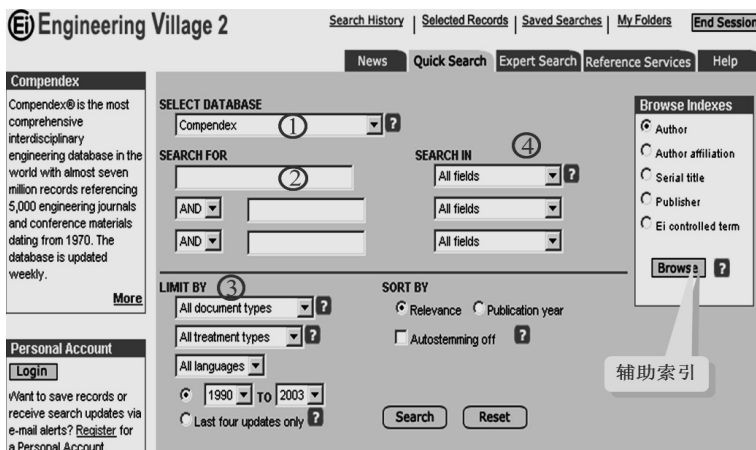 Ei Engineering Village 2
Search History | Selected Records | Saved Searches | My Folders End Session
News Quick Search Expert Search Reference Services Help
Compendex
Compendex® is the most
comprehensive
interdisciplinary
engineering database in the
world with almost seven
million records referencing
5,000 engineering journals
and conference materials
dating from 1970. The
database is updated
weekly.
More
Personal Account
Login
Want to save records or
receive search updates via
e-mail alerts? Register for
a Personal Account
SELECT DATABASE
Compendex ① ?
SEARCH FOR
②
AND
AND
SEARCH IN ④
All fields ?
All fields
All fields
LIMIT BY ③
All document types ?
All treatment types ?
All languages
1990 TO 2003
Last four updates only ?
SORT BY
Relevance Publication year
Autostemming off ?
Search Reset
Browse Indexes
Author
Author affiliation
Serial title
Publisher
Ei controlled term
Browse ?
辅助索引